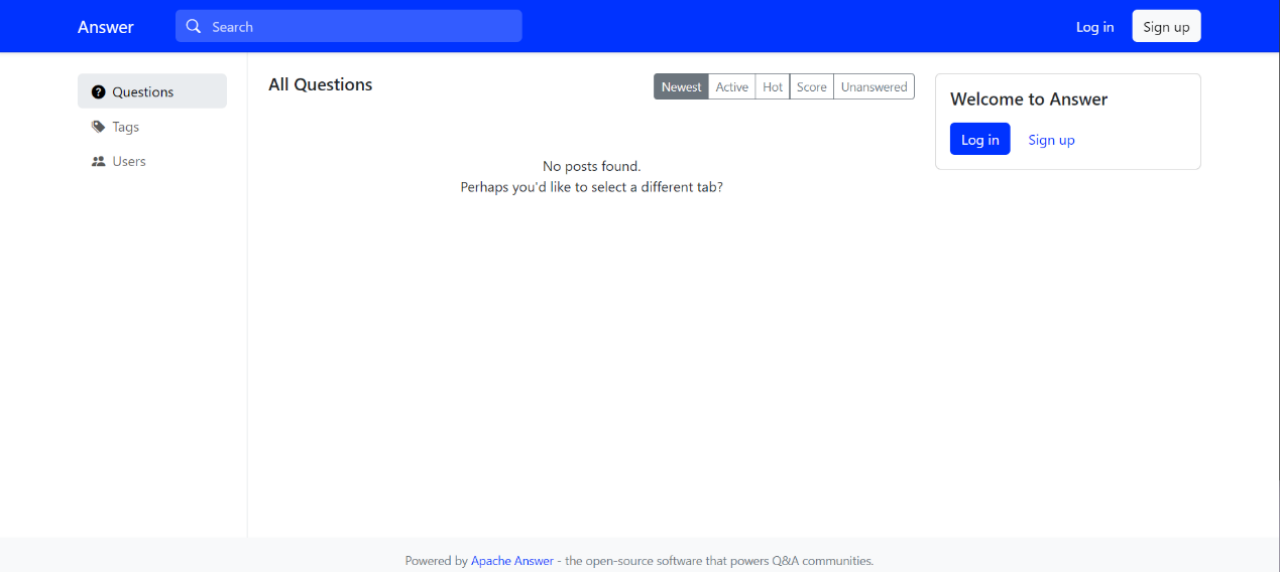 Answer
Search
Log in
Sign up
Questions
Tags
Users
All Questions
Newest
Active
Hot
Score
Unanswered
No posts found.
Perhaps you'd like to select a different tab?
Welcome to Answer
Log in
Sign up
Powered by Apache Answer - the open-source software that powers Q&A communities.